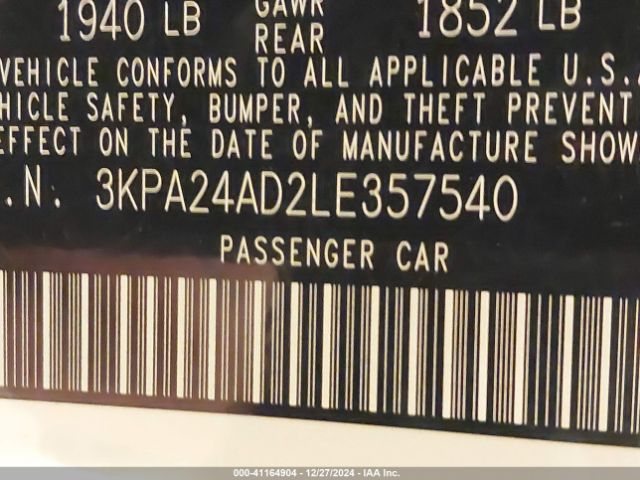 1940 LB GAWR 1852 LB
REAR
VEHICLE CONFORMS TO ALL APPLICABLE U.S.
HICLE SAFETY, BUMPER, AND THEFT PREVENT
EFFECT ON THE DATE OF MANUFACTURE SHOW
.N. 3KPA24AD2LE357540
PASSENGER CAR
000-41164904 - 12/27/2024 - IAA Inc.